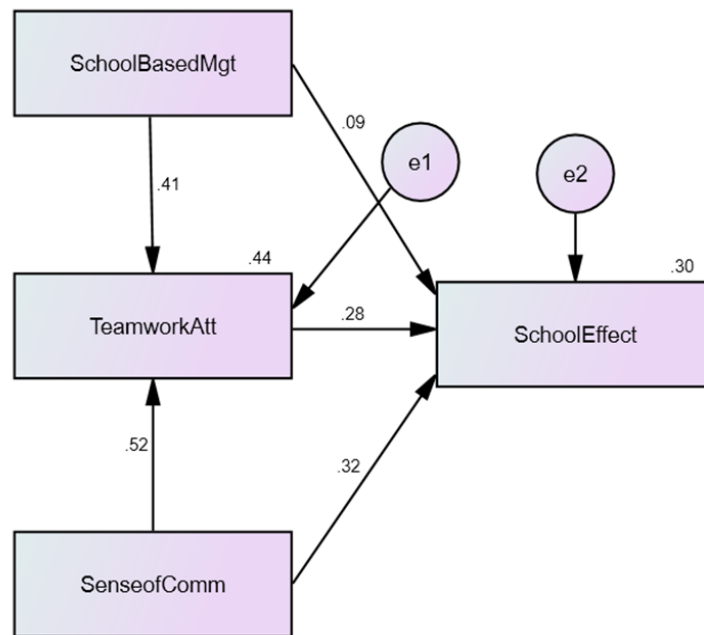 SchoolBasedMgt
.09
e1
e2
.41
.44
.30
TeamworkAtt
.28
SchoolEffect
.52
.32
SenseofComm